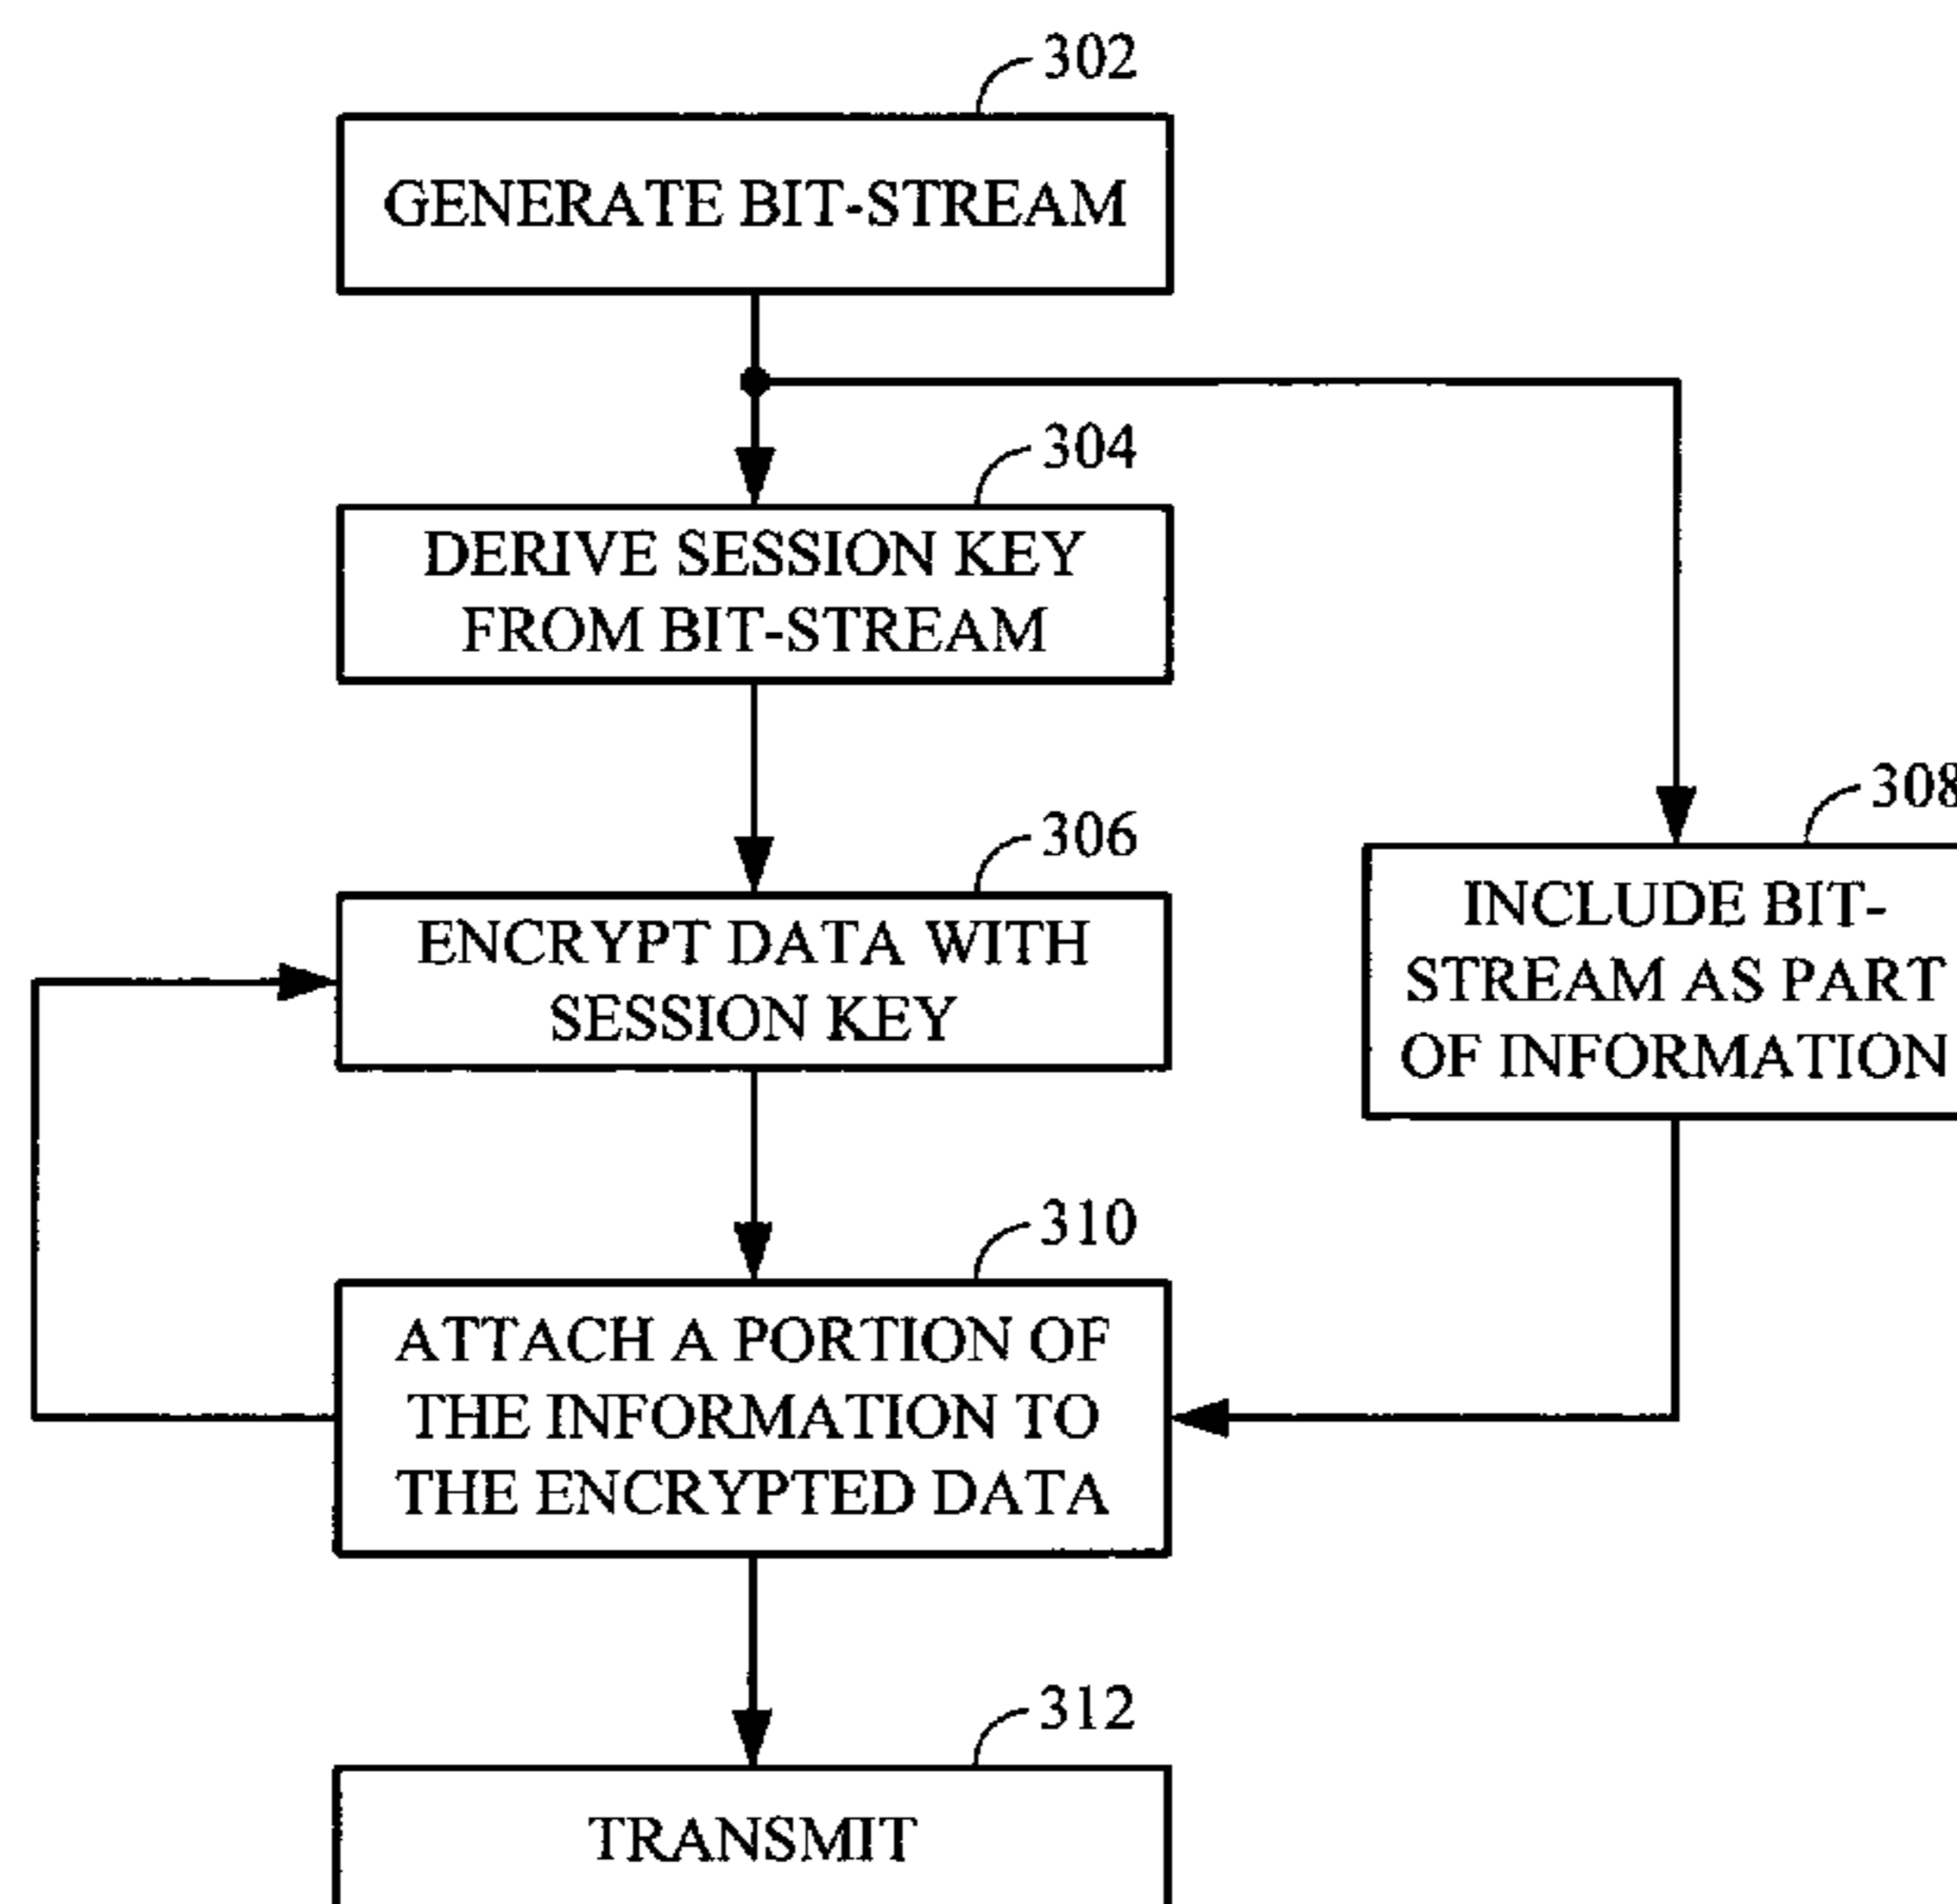 302
GENERATE BIT-STREAM
304
DERIVE SESSION KEY
FROM BIT-STREAM
306
ENCRYPT DATA WITH
SESSION KEY
308
INCLUDE BIT-
STREAM AS PART
OF INFORMATION
310
ATTACH A PORTION OF
THE INFORMATION TO
THE ENCRYPTED DATA
312
TRANSMIT